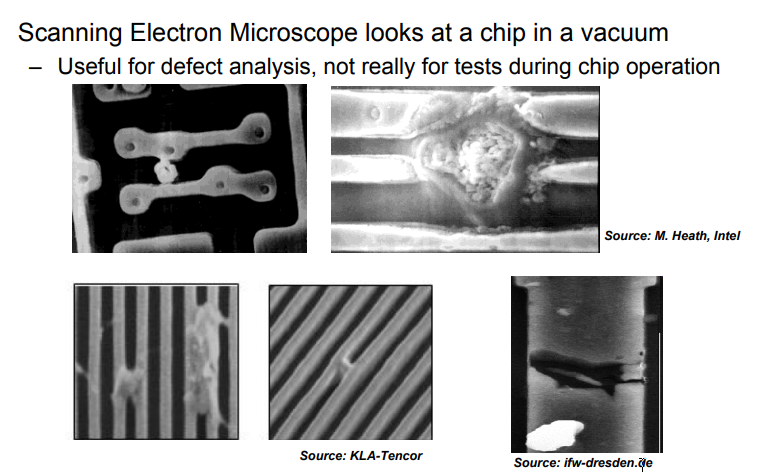 Scanning Electron Microscope looks at a chip in a vacuum
– Useful for defect analysis, not really for tests during chip operation
Source: M. Heath, Intel
Source: KLA-Tencor
Source: ifw-dresden.de